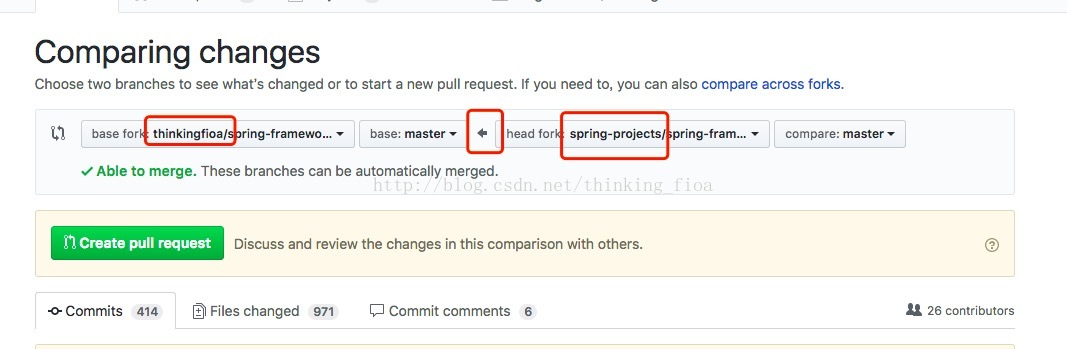 Comparing changes
Choose two branches to see what's changed or to start a new pull request. If you need to, you can also compare across forks.
base fork: thinkingfioa/spring-framewo... base: master head fork: spring-projects/spring-fram... compare: master
Able to merge. These branches can be automatically merged.
http://blog.csdn.net/thinking_fioa
Create pull request Discuss and review the changes in this comparison with others.
Commits 414 Files changed 971 Commit comments 6 26 contributors